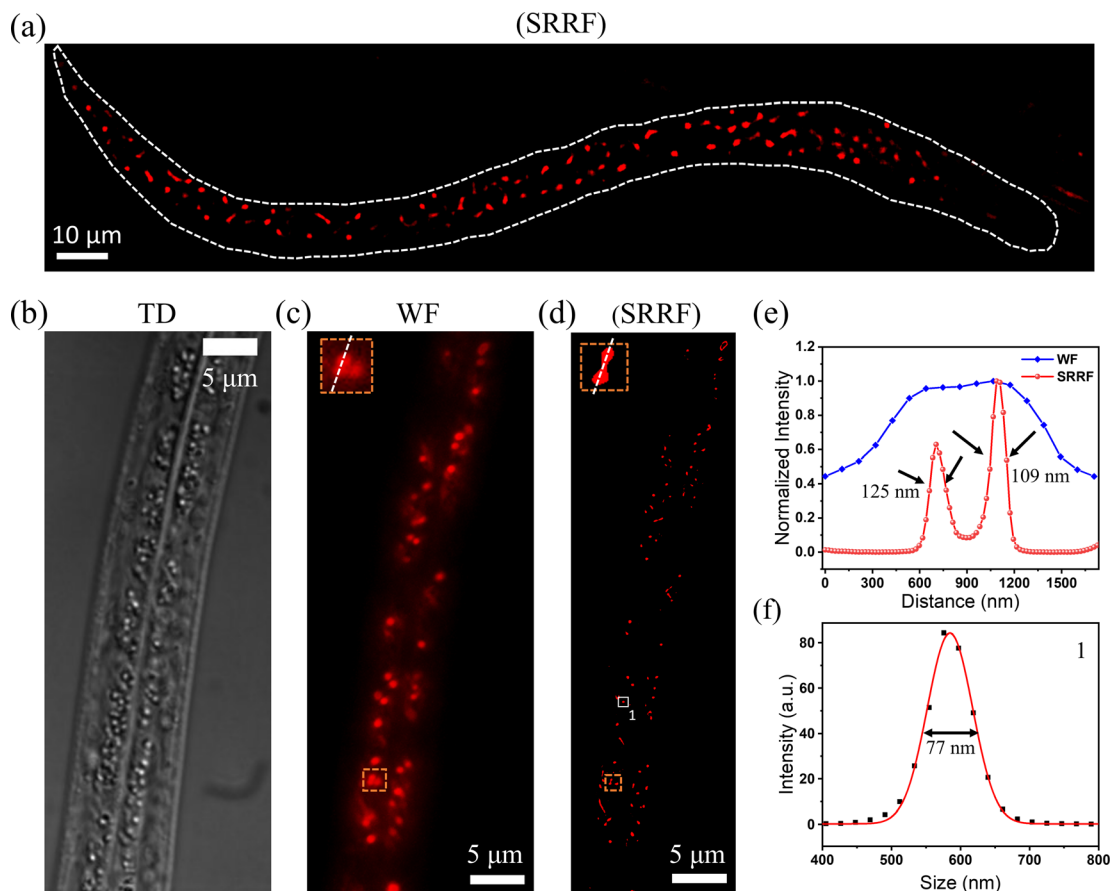 (a)
(SRRF)
10 μm
(b)
TD
5 μm
(c)
WF
5 μm
(d)
(SRRF)
1
5 μm
(e)
WF
SRRF
Normalized Intensity
1.2
1.0
0.8
0.6
0.4
0.2
0.0
125 nm
109 nm
0 300 600 900 1200 1500
Distance (nm)
(f)
1
Intensity (a.u.)
80
60
40
20
0
77 nm
400 500 600 700 800
Size (nm)